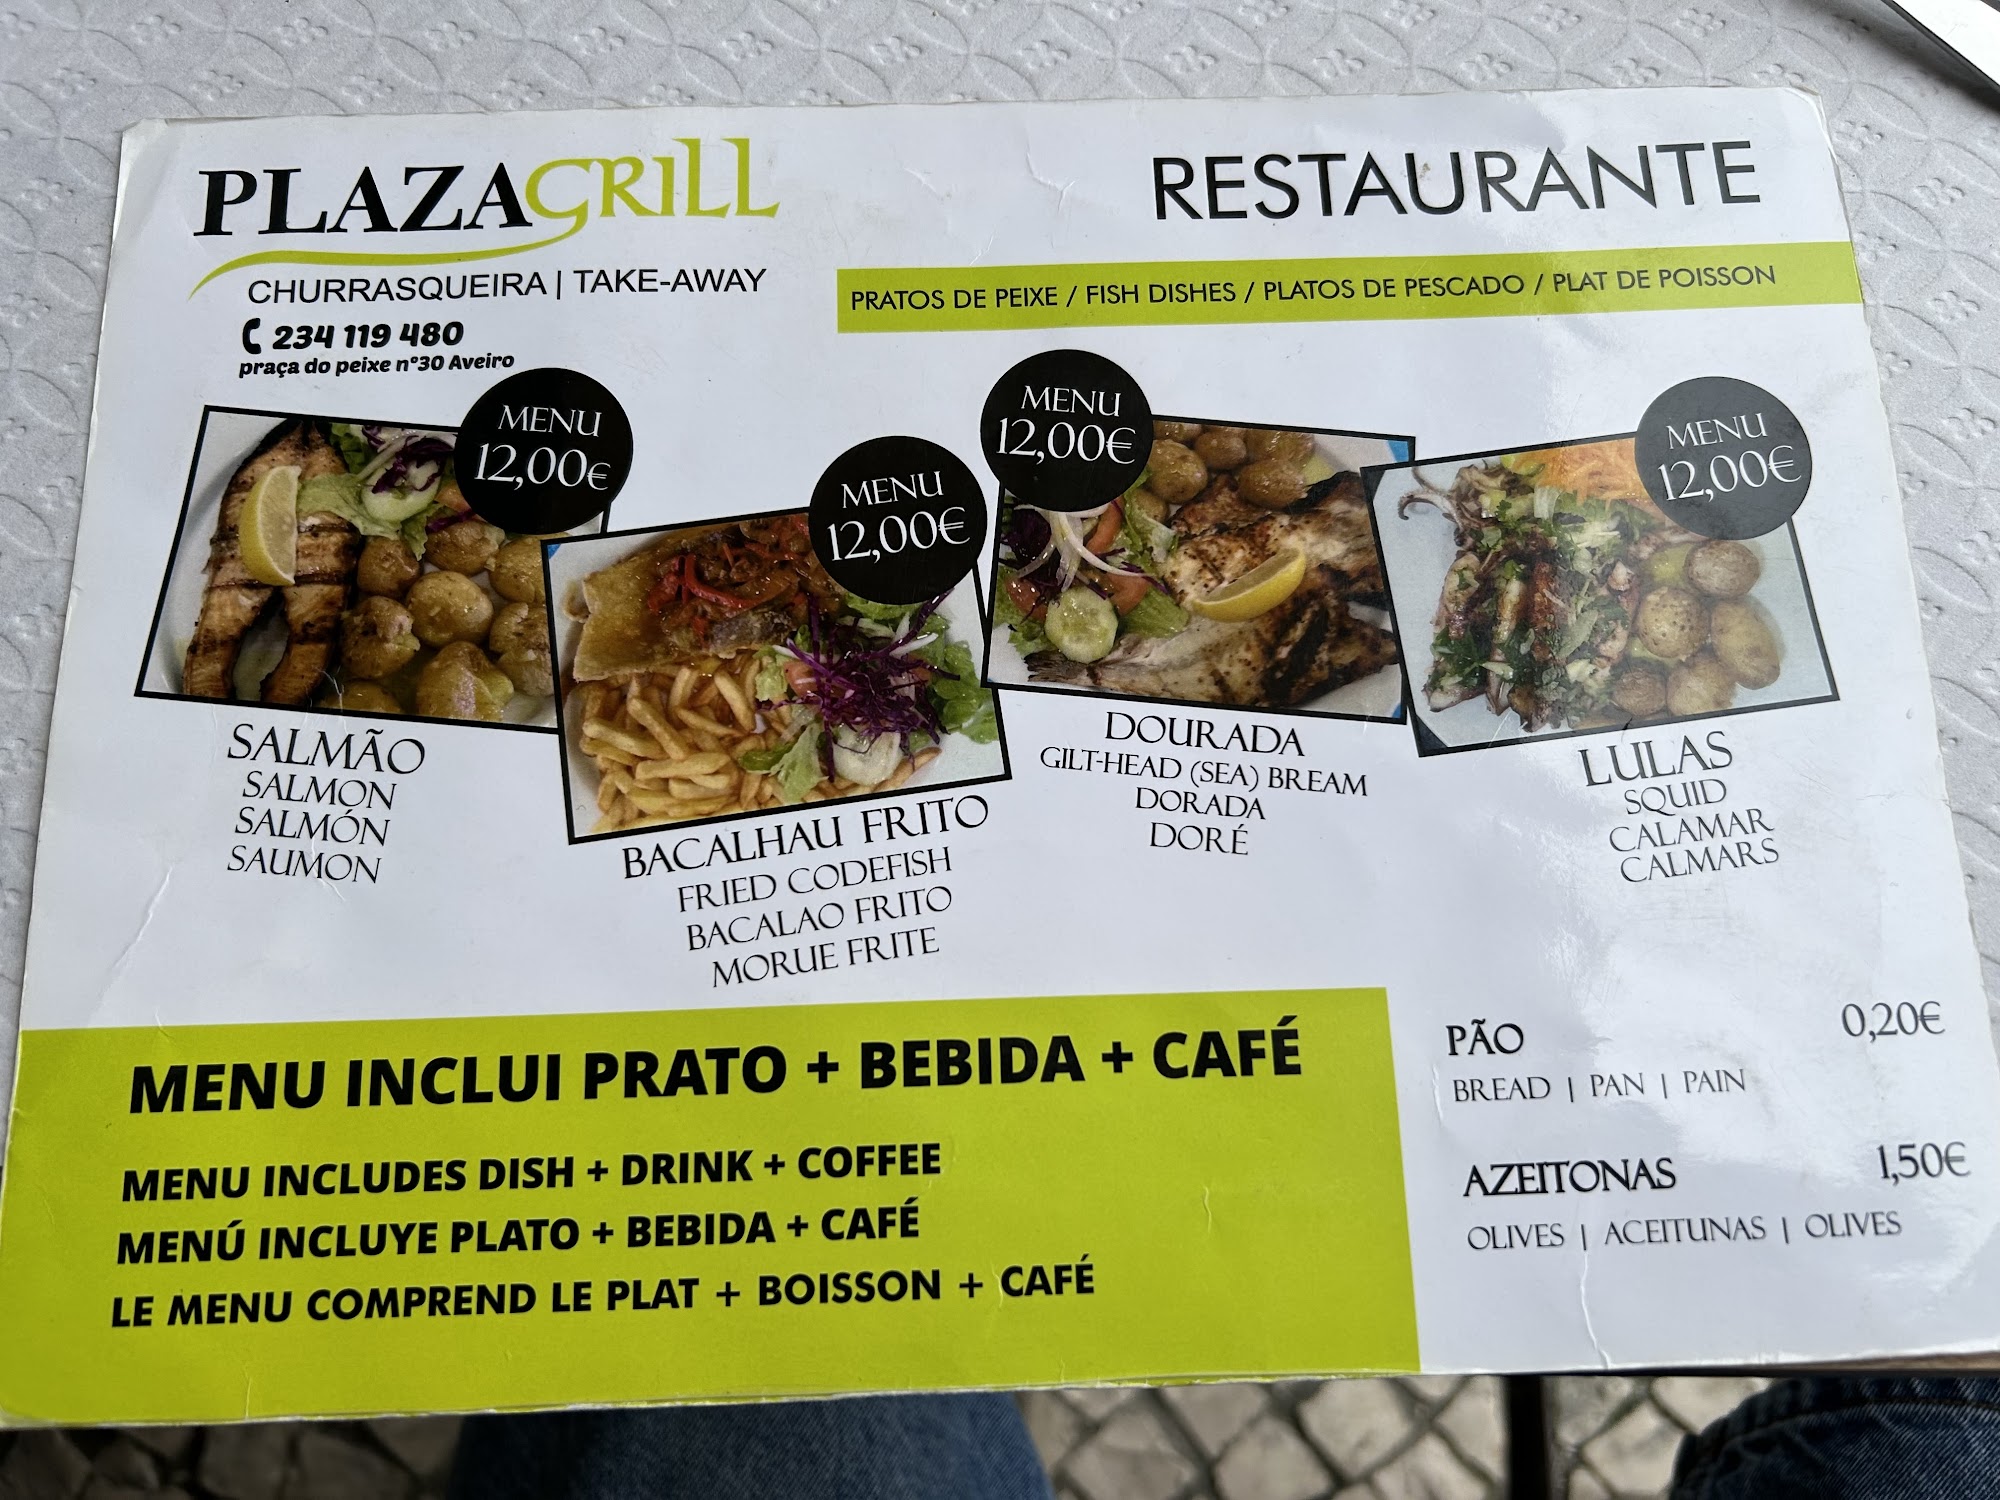 PLAZAGRILL
CHURRASQUEIRA | TAKE-AWAY
234 119 480
praça do peixe nº30 Aveiro
RESTAURANTE
PRATOS DE PEIXE / FISH DISHES / PLATOS DE PESCADO / PLAT DE POISSON
MENU
12,00€
SALMÃO
SALMON
SALMÓN
SAUMON
MENU
12,00€
BACALHAU FRITO
FRIED CODEFISH
BACALAO FRITO
MORUE FRITE
MENU
12,00€
DOURADA
GILT-HEAD (SEA) BREAM
DORADA
DORÉ
MENU
12,00€
LULAS
SQUID
CALAMAR
CALMARS
MENU INCLUI PRATO + BEBIDA + CAFÉ
MENU INCLUDES DISH + DRINK + COFFEE
MENÚ INCLUYE PLATO + BEBIDA + CAFÉ
LE MENU COMPREND LE PLAT + BOISSON + CAFÉ
PÃO 0,20€
BREAD | PAN | PAIN
AZEITONAS 1,50€
OLIVES | ACEITUNAS | OLIVES